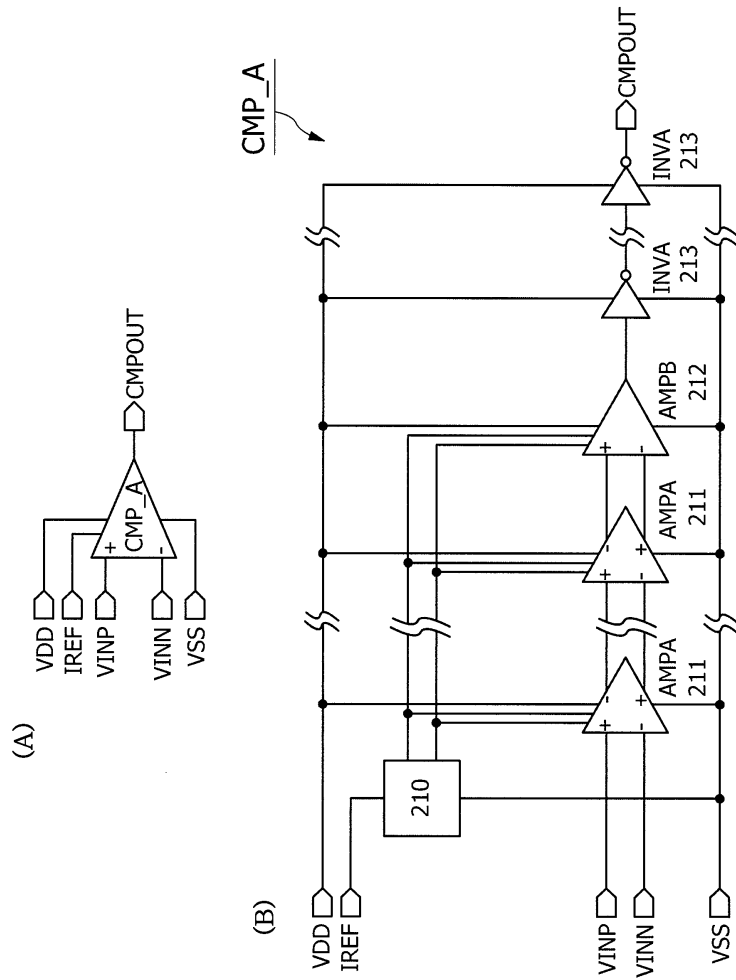 (A)
VDD
IREF
VINP
VINN
VSS
+
-
CMP_A
CMPOUT
(B)
CMP_A
VDD
IREF
VINP
VINN
VSS
210
+
-
-
+
AMPA
211
+
-
-
+
AMPA
211
+
-
AMPB
212
INVA
213
INVA
213
CMPOUT